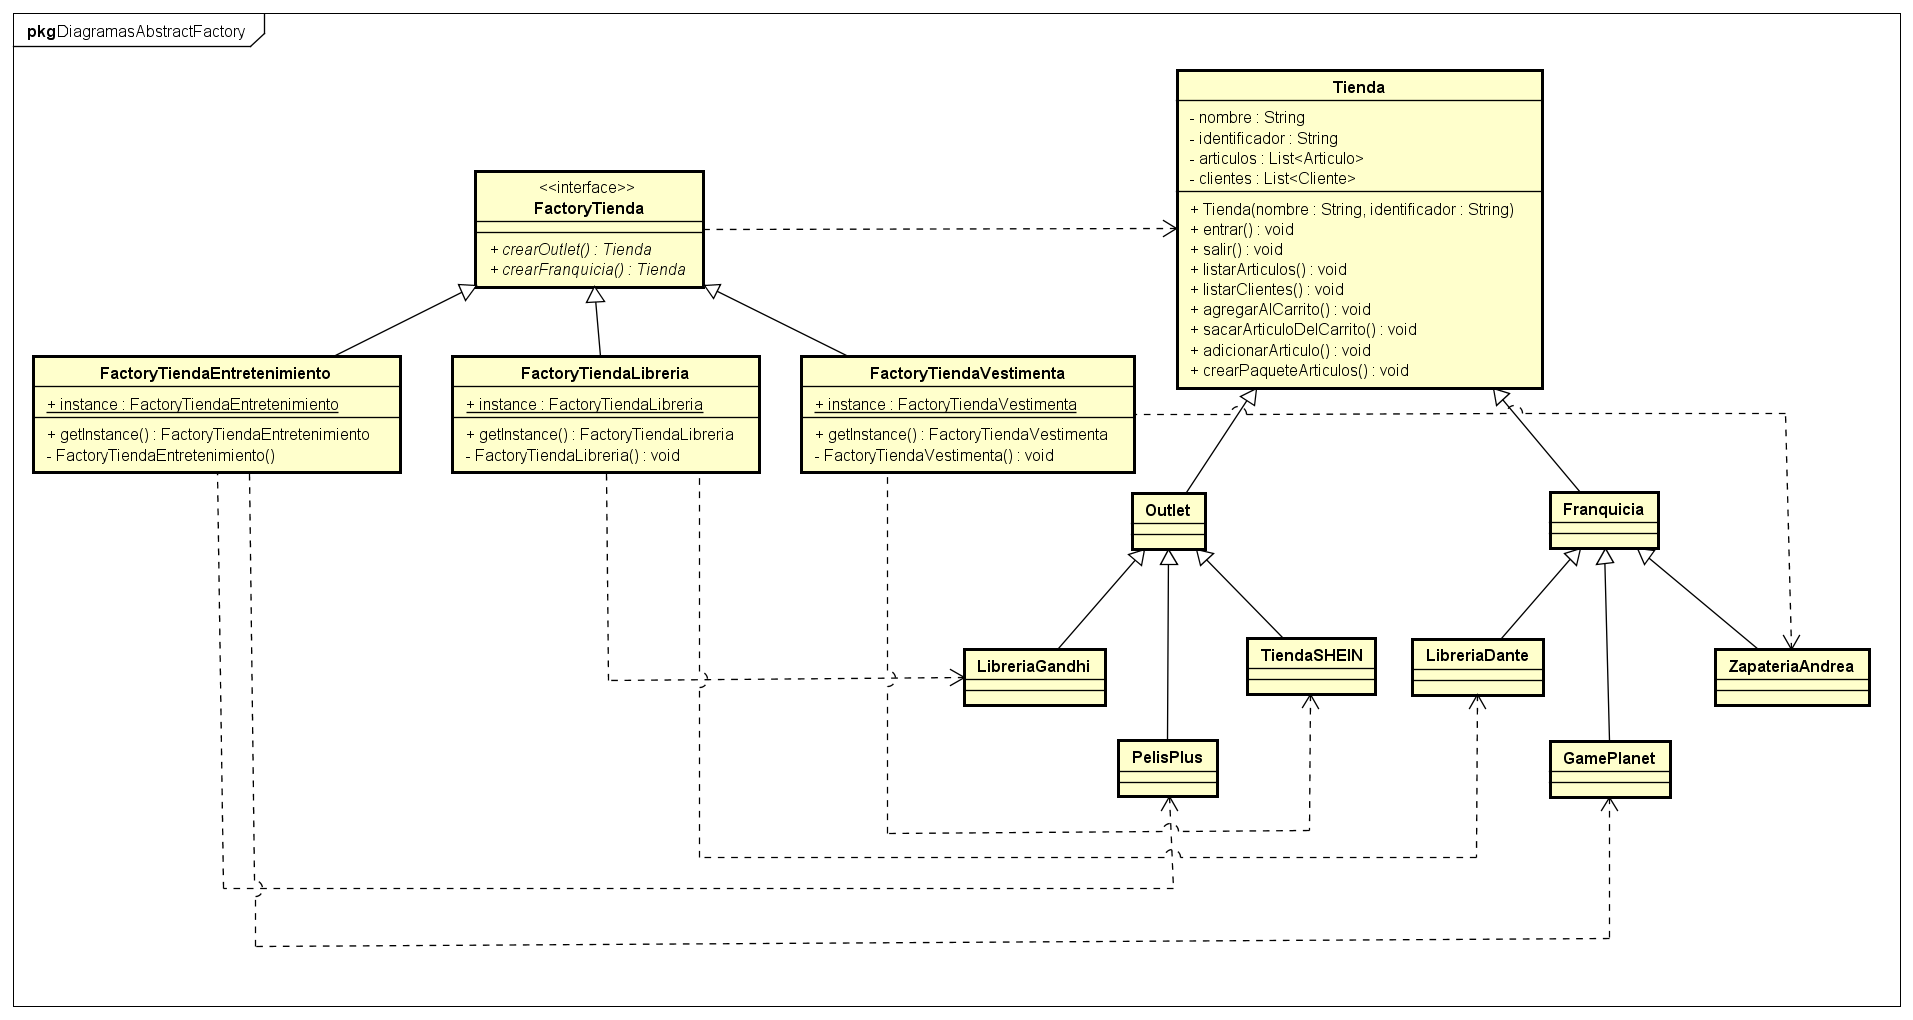 pkgDiagramasAbstractFactory
Tienda
- nombre : String
- identificador : String
- articulos : List<Articulo>
- clientes : List<Cliente>
+ Tienda(nombre : String, identificador : String)
+ entrar() : void
+ salir() : void
+ listarArticulos() : void
+ listarClientes() : void
+ agregarAlCarrito() : void
+ sacarArticuloDelCarrito() : void
+ adicionarArticulo() : void
+ crearPaqueteArticulos() : void
<<interface>>
FactoryTienda
+ crearOutlet() : Tienda
+ crearFranquicia() : Tienda
FactoryTiendaEntretenimiento
+ instance : FactoryTiendaEntretenimiento
+ getInstance() : FactoryTiendaEntretenimiento
- FactoryTiendaEntretenimiento()
FactoryTiendaLibreria
+ instance : FactoryTiendaLibreria
+ getInstance() : FactoryTiendaLibreria
- FactoryTiendaLibreria() : void
FactoryTiendaVestimenta
+ instance : FactoryTiendaVestimenta
+ getInstance() : FactoryTiendaVestimenta
- FactoryTiendaVestimenta() : void
Outlet
Franquicia
LibreriaGandhi
TiendaSHEIN
LibreriaDante
ZapateriaAndrea
PelisPlus
GamePlanet